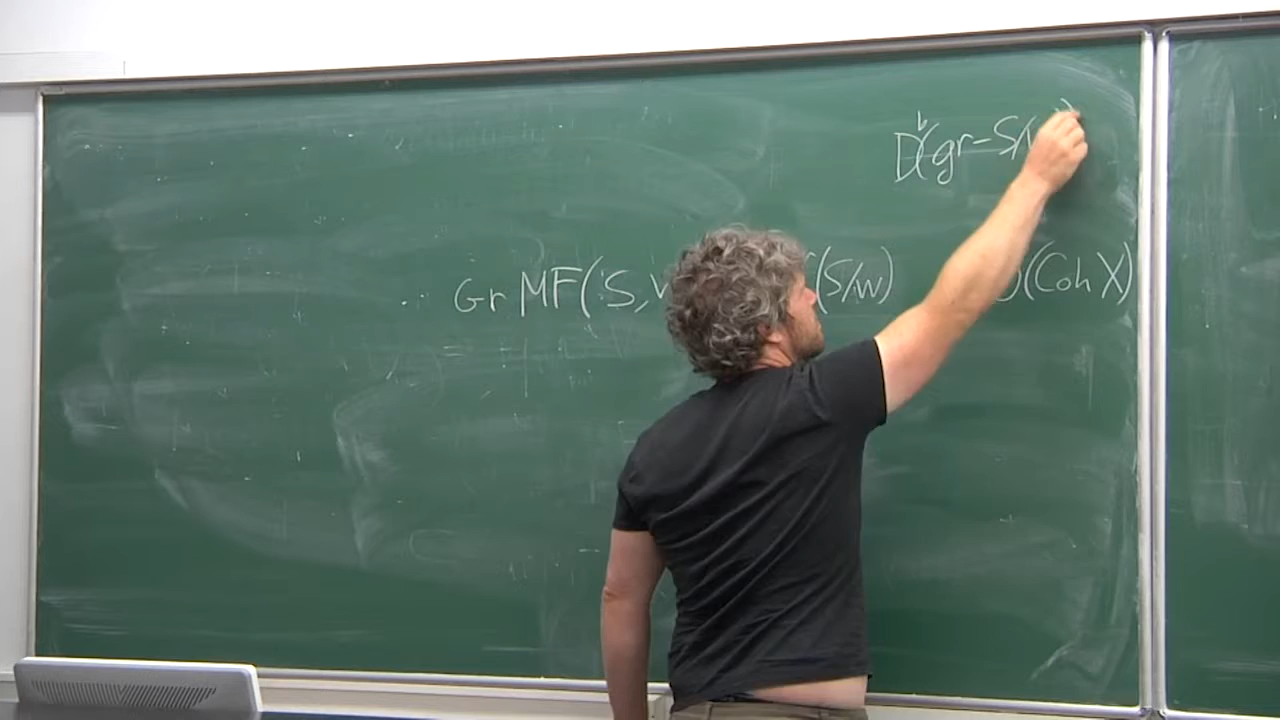 D^b(gr-S/
Gr MF(S, (S/w) D(Coh X)